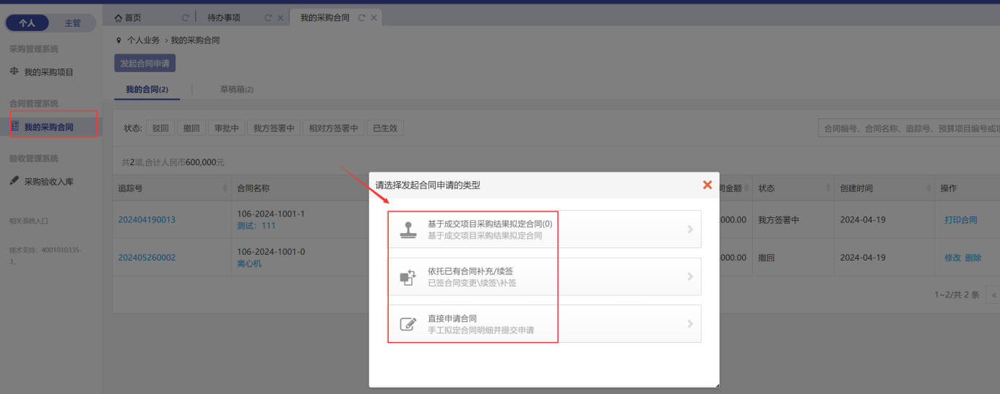 个人 主管
首页 待办事项 我的采购合同
采购管理系统
我的采购项目
合同管理系统
我的采购合同
验收管理系统
采购验收入库
相关系统入口
技术支持：4001010335-
3,
个人业务 >我的采购合同
发起合同申请
我的合同(2) 草稿箱(2)
状态: 驳回 撤回 审批中 我方签署中 相对方签署中 已生效
合同编号、合同名称、追踪号、预算项目编号或
共2项,合计人民币600,000元
追踪号 合同名称 同金额 状态 创建时间 操作
202404190013 106-2024-1001-1 ,000.00 我方签署中 2024-04-19 打印合同
测试：111
202405260002 106-2024-1001-0 ,000.00 撤回 2024-04-19 修改 删除
离心机
1~2/共 2 条 «
请选择发起合同申请的类型
基于成交项目采购结果拟定合同(0)
基于成交项目采购结果拟定合同
依托已有合同补充/续签
已签合同变更\续签\补签
直接申请合同
手工拟定合同明细并提交申请